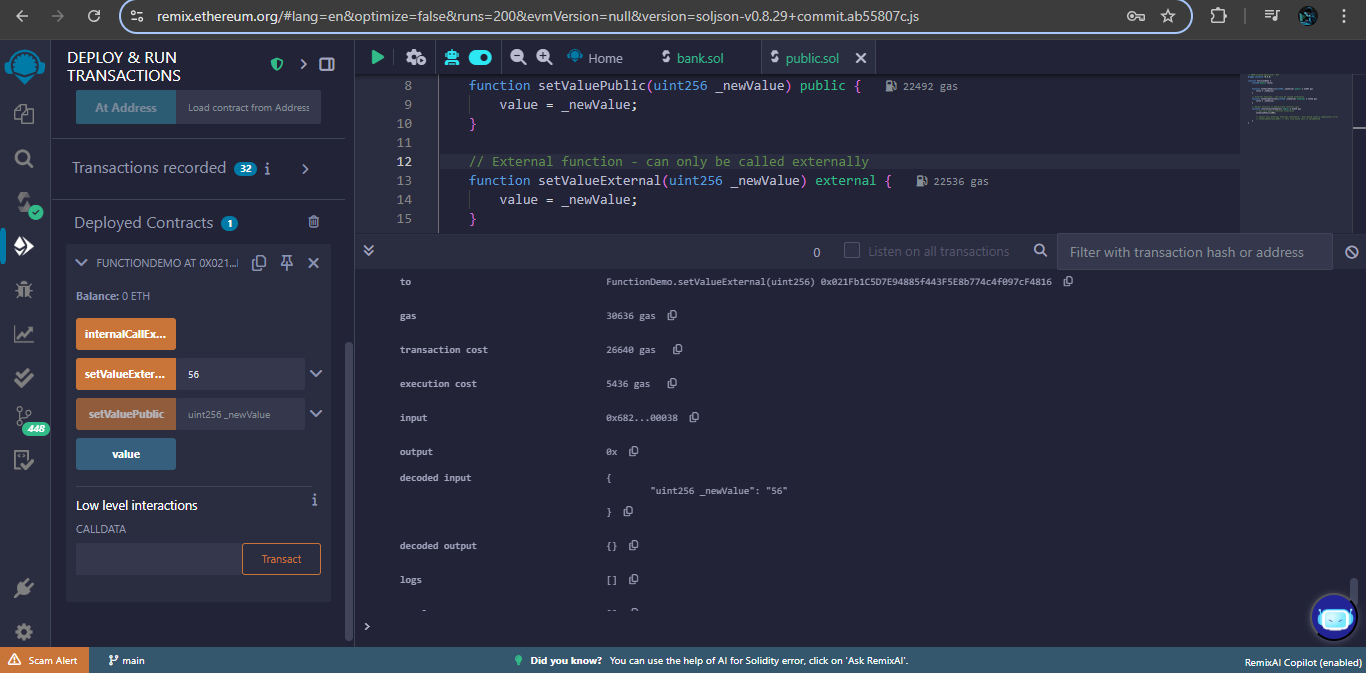 remix.ethereum.org/#lang=en&optimize=false&runs=200&evmVersion=null&version=soljson-v0.8.29+commit.ab55807c.js
DEPLOY & RUN
TRANSACTIONS
At Address
Load contract from Address
Transactions recorded 32 i
Deployed Contracts 1
FUNCTIONDEMO AT 0X021...
Balance: 0 ETH
internalCallEx...
setValueExter...
56
setValuePublic
uint256 _newValue
value
Low level interactions
i
CALLDATA
Transact
448
Home
bank.sol
public.sol
8 function setValuePublic(uint256 _newValue) public { 22492 gas
9 value = _newValue;
10 }
11
12 // External function - can only be called externally
13 function setValueExternal(uint256 _newValue) external { 22536 gas
14 value = _newValue;
15 }
0
Listen on all transactions
Filter with transaction hash or address
to FunctionDemo.setValueExternal(uint256) 0x021Fb1C5D7E94885f443F5E8b774c4f097cF4816
gas 30636 gas
transaction cost 26640 gas
execution cost 5436 gas
input 0x682...00038
output 0x
decoded input {
"uint256 _newValue": "56"
}
decoded output {}
logs []
>
Scam Alert
main
Did you know? You can use the help of AI for Solidity error, click on 'Ask RemixAI'.
RemixAI Copilot (enabled)